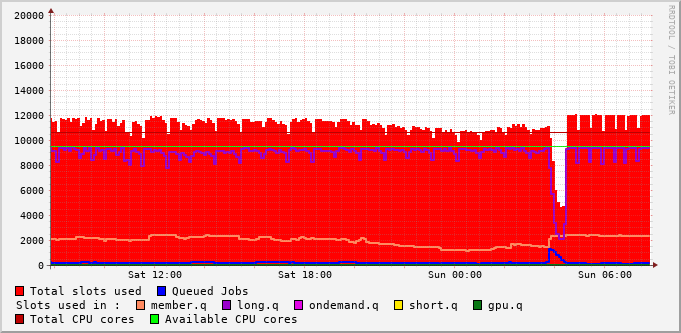 20000
18000
16000
14000
12000
10000
8000
6000
4000
2000
0
Sat 12:00 Sat 18:00 Sun 00:00 Sun 06:00
Total slots used Queued Jobs
Slots used in : member.q long.q ondemand.q short.q gpu.q
Total CPU cores Available CPU cores
RRDTOOL / TOBI OETIKER